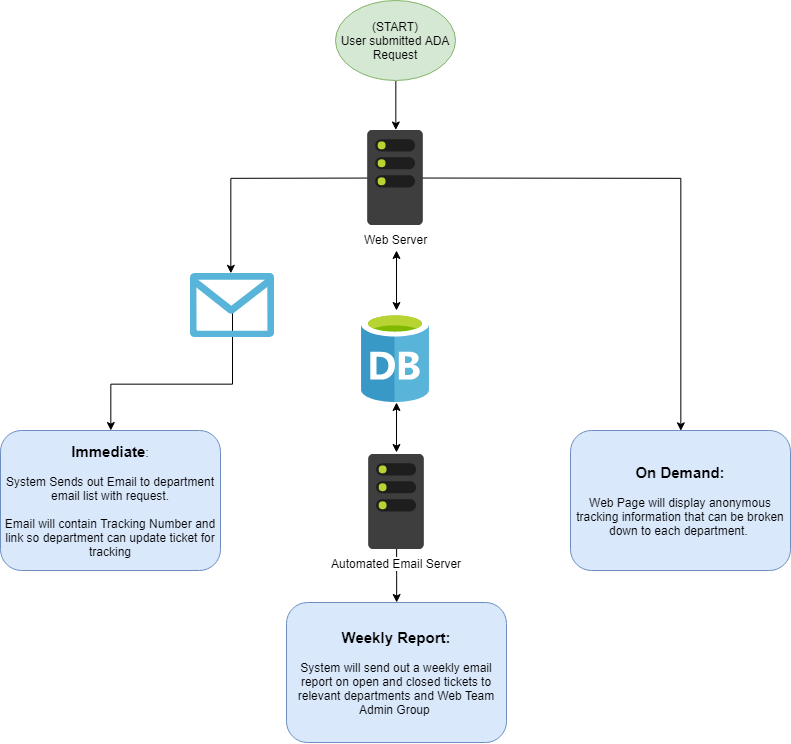 (START)
User submitted ADA
Request
Web Server
DB
Immediate:
System Sends out Email to department
email list with request.
Email will contain Tracking Number and
link so department can update ticket for
tracking
On Demand:
Web Page will display anonymous
tracking information that can be broken
down to each department.
Automated Email Server
Weekly Report:
System will send out a weekly email
report on open and closed tickets to
relevant departments and Web Team
Admin Group